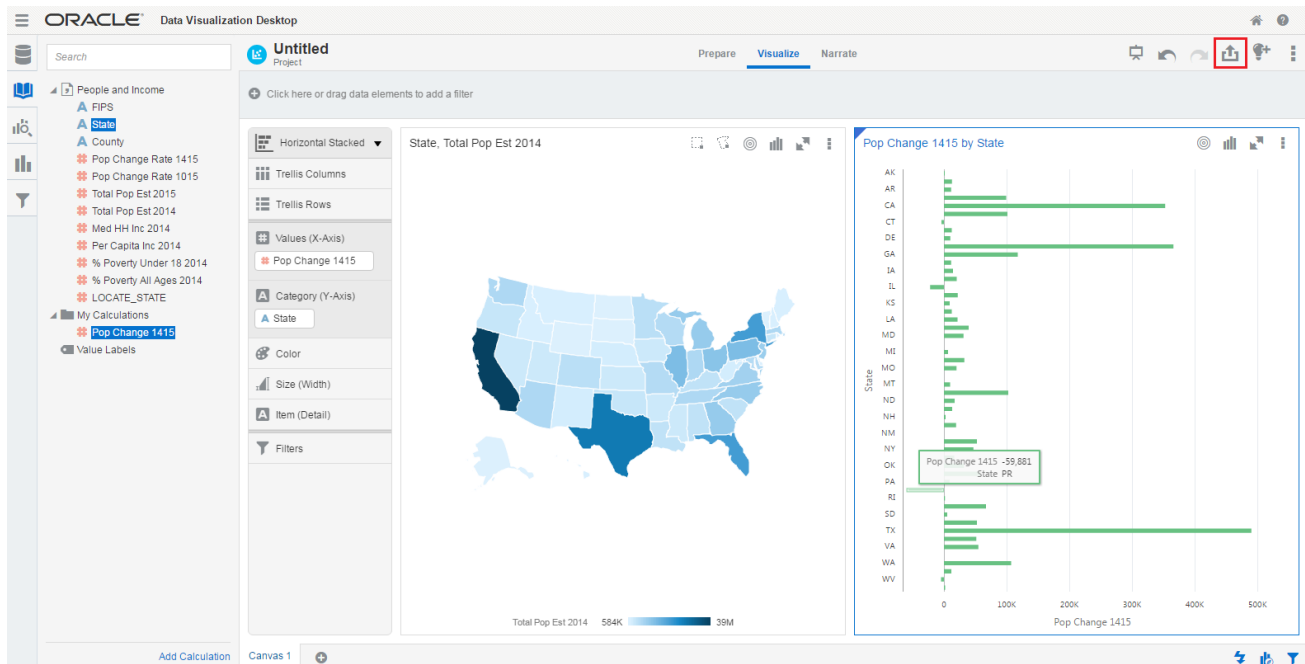 ORACLE® Data Visualization Desktop
Search
Untitled
Project
Prepare Visualize Narrate
Click here or drag data elements to add a filter
People and Income
A FIPS
A State
A County
# Pop Change Rate 1415
# Pop Change Rate 1015
# Total Pop Est 2015
# Total Pop Est 2014
# Med HH Inc 2014
# Per Capita Inc 2014
# % Poverty Under 18 2014
# % Poverty All Ages 2014
# LOCATE_STATE
My Calculations
# Pop Change 1415
Value Labels
Add Calculation
Horizontal Stacked
Trellis Columns
Trellis Rows
# Values (X-Axis)
# Pop Change 1415
A Category (Y-Axis)
A State
Color
Size (Width)
A Item (Detail)
Filters
State, Total Pop Est 2014
Total Pop Est 2014 584K 39M
Pop Change 1415 by State
State
AK
AR
CA
CT
DE
GA
IA
IL
KS
LA
MD
MI
MO
MT
ND
NH
NM
NY
OK
PA
RI
SD
TX
VA
WA
WV
Pop Change 1415 -59,881
State PR
0 100K 200K 300K 400K 500K
Pop Change 1415
Canvas 1